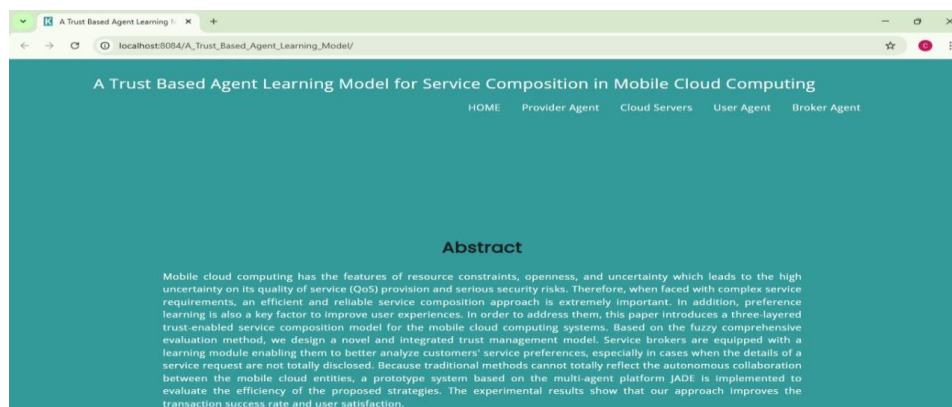 A Trust Based Agent Learning M
localhost:8084/A_Trust_Based_Agent_Learning_Model/
A Trust Based Agent Learning Model for Service Composition in Mobile Cloud Computing
HOME Provider Agent Cloud Servers User Agent Broker Agent
Abstract
Mobile cloud computing has the features of resource constraints, openness, and uncertainty which leads to the high
uncertainty on its quality of service (QoS) provision and serious security risks. Therefore, when faced with complex service
requirements, an efficient and reliable service composition approach is extremely important. In addition, preference
learning is also a key factor to improve user experiences. In order to address them, this paper introduces a three-layered
trust-enabled service composition model for the mobile cloud computing systems. Based on the fuzzy comprehensive
evaluation method, we design a novel and integrated trust management model. Service brokers are equipped with a
learning module enabling them to better analyze customers' service preferences, especially in cases when the details of a
service request are not totally disclosed. Because traditional methods cannot totally reflect the autonomous collaboration
between the mobile cloud entities, a prototype system based on the multi-agent platform JADE is implemented to
evaluate the efficiency of the proposed strategies. The experimental results show that our approach improves the
transaction success rate and user satisfaction.